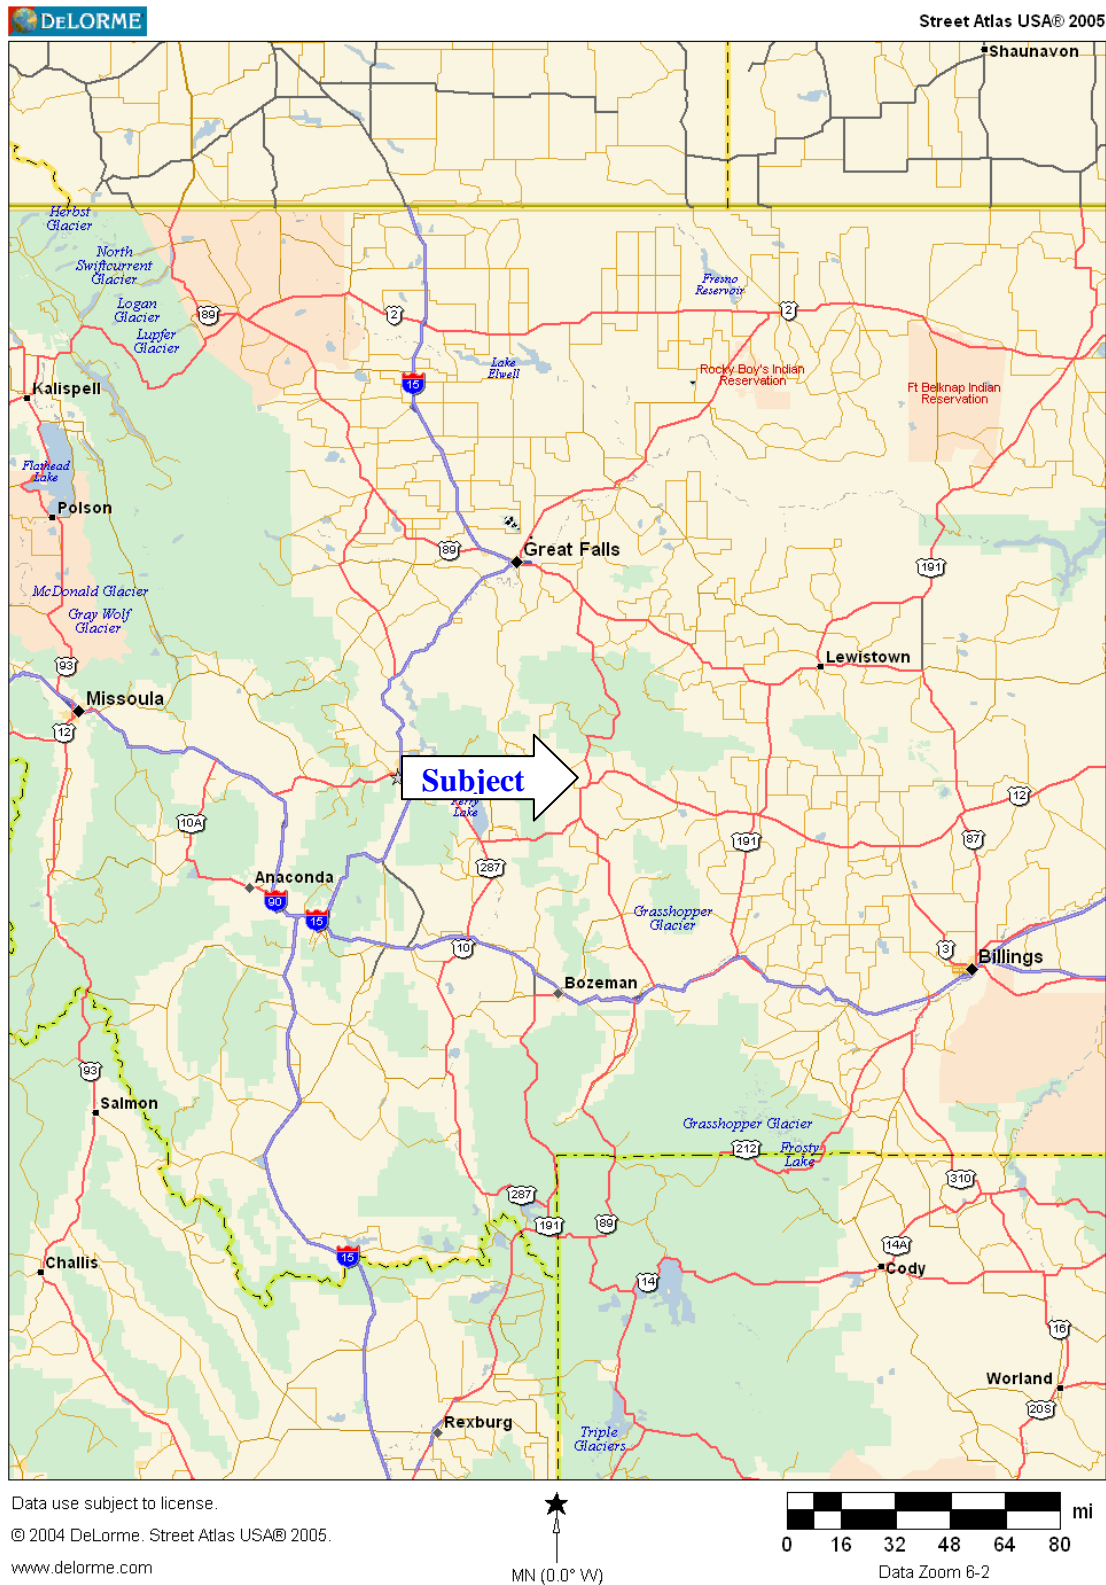 DELORME
Street Atlas USA® 2005
Shaunavon
Herbst
Glacier
North
Swiftcurrent
Glacier
Logan
Glacier
Lupfer
Glacier
89
2
Fresno
Reservoir
2
Lake
Elwell
15
Rocky Boy's Indian
Reservation
Ft Belknap Indian
Reservation
Kalispell
Flathead
Lake
Polson
89
Great Falls
191
McDonald Glacier
Gray Wolf
Glacier
93
Lewistown
Missoula
12
Subject
Lake
12
10A
191
87
287
Anaconda
90
15
Grasshopper
Glacier
10
3
Billings
Bozeman
93
Salmon
Grasshopper Glacier
212
Frosty
Lake
310
287
191
89
14A
15
Challis
14
Cody
16
Worland
20S
Rexburg
Triple
Glaciers
Data use subject to license.
© 2004 DeLorme. Street Atlas USA® 2005.
www.delorme.com
MN (0.0° W)
mi
0 16 32 48 64 80
Data Zoom 6-2